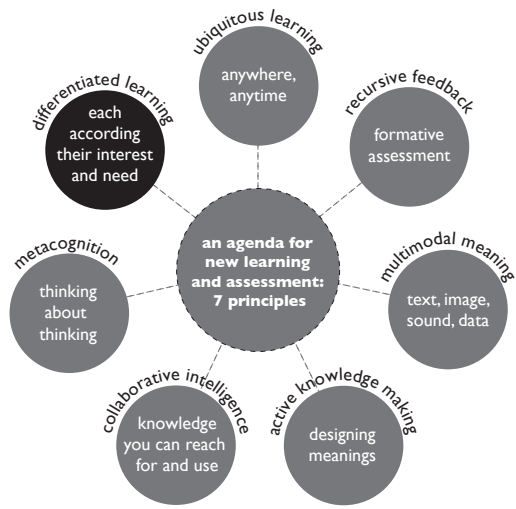 ubiquitous learning
anywhere,
anytime
recursive feedback
formative
assessment
multimodal meaning
text, image,
sound, data
active knowledge making
designing
meanings
collaborative intelligence
knowledge
you can reach
for and use
metacognition
thinking
about
thinking
differentiated learning
each
according
their interest
and need
an agenda for
new learning
and assessment:
7 principles